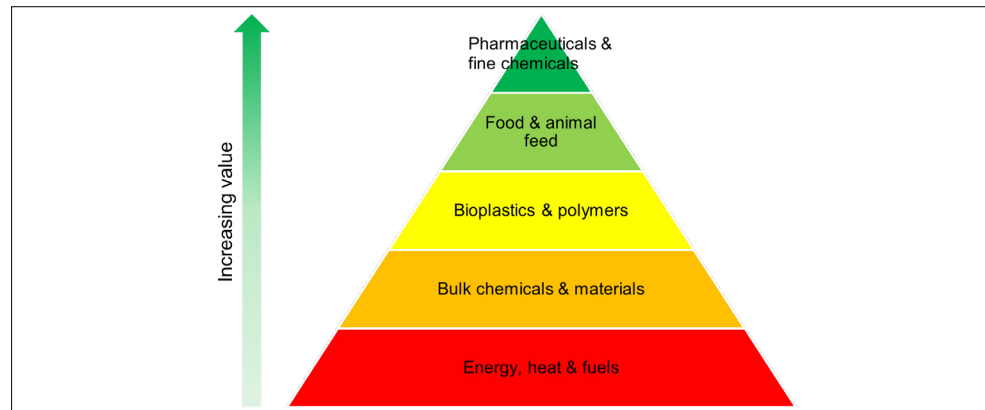 Increasing value
Pharmaceuticals &
fine chemicals
Food & animal
feed
Bioplastics & polymers
Bulk chemicals & materials
Energy, heat & fuels